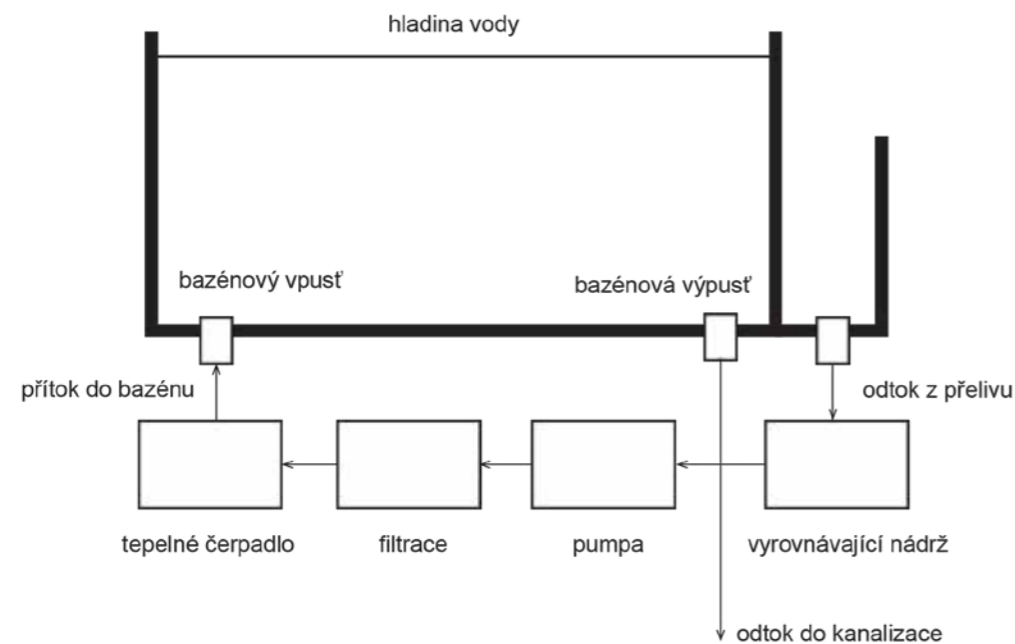 hladina vody
bazénový vpusť
bazénová výpusť
přítok do bazénu
odtok z přelivu
tepelné čerpadlo
filtrace
pumpa
vyrovnávající nádrž
odtok do kanalizace